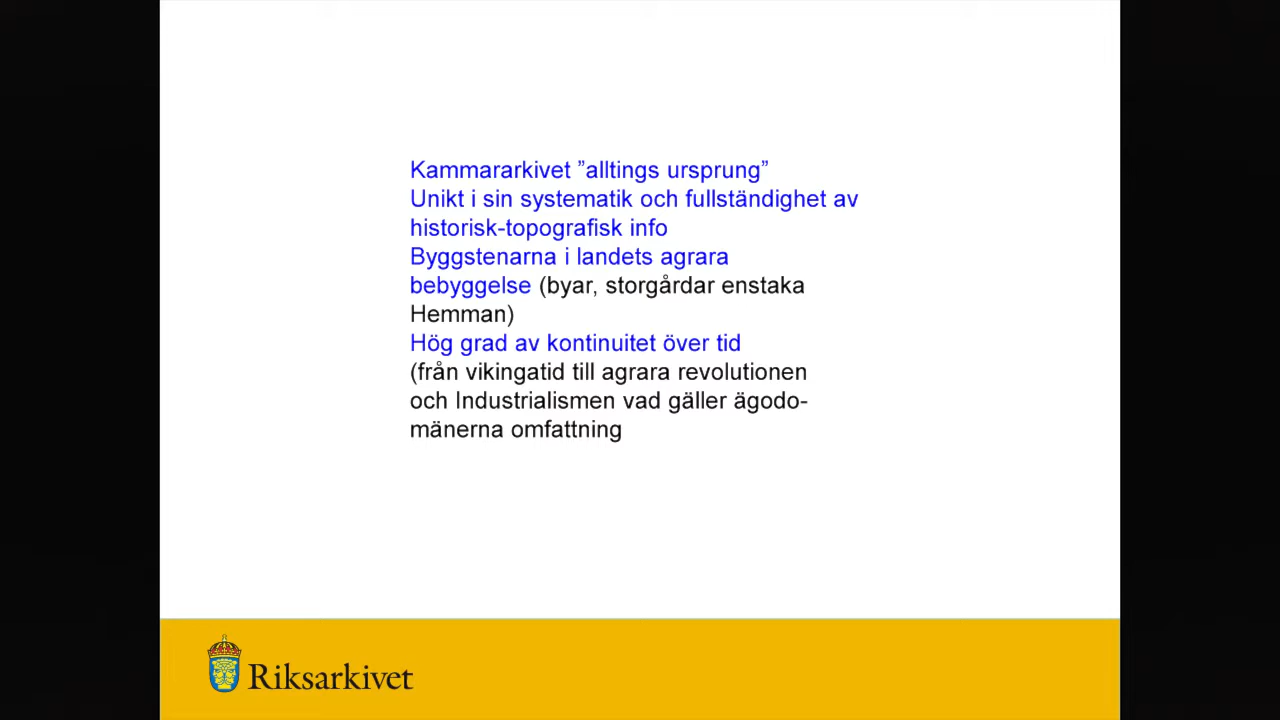 Kammararkivet ”alltings ursprung”
Unikt i sin systematik och fullständighet av
historisk-topografisk info
Byggstenarna i landets agrara
bebyggelse (byar, storgårdar enstaka
Hemman)
Hög grad av kontinuitet över tid
(från vikingatid till agrara revolutionen
och Industrialismen vad gäller ägodo-
mänerna omfattning
Riksarkivet